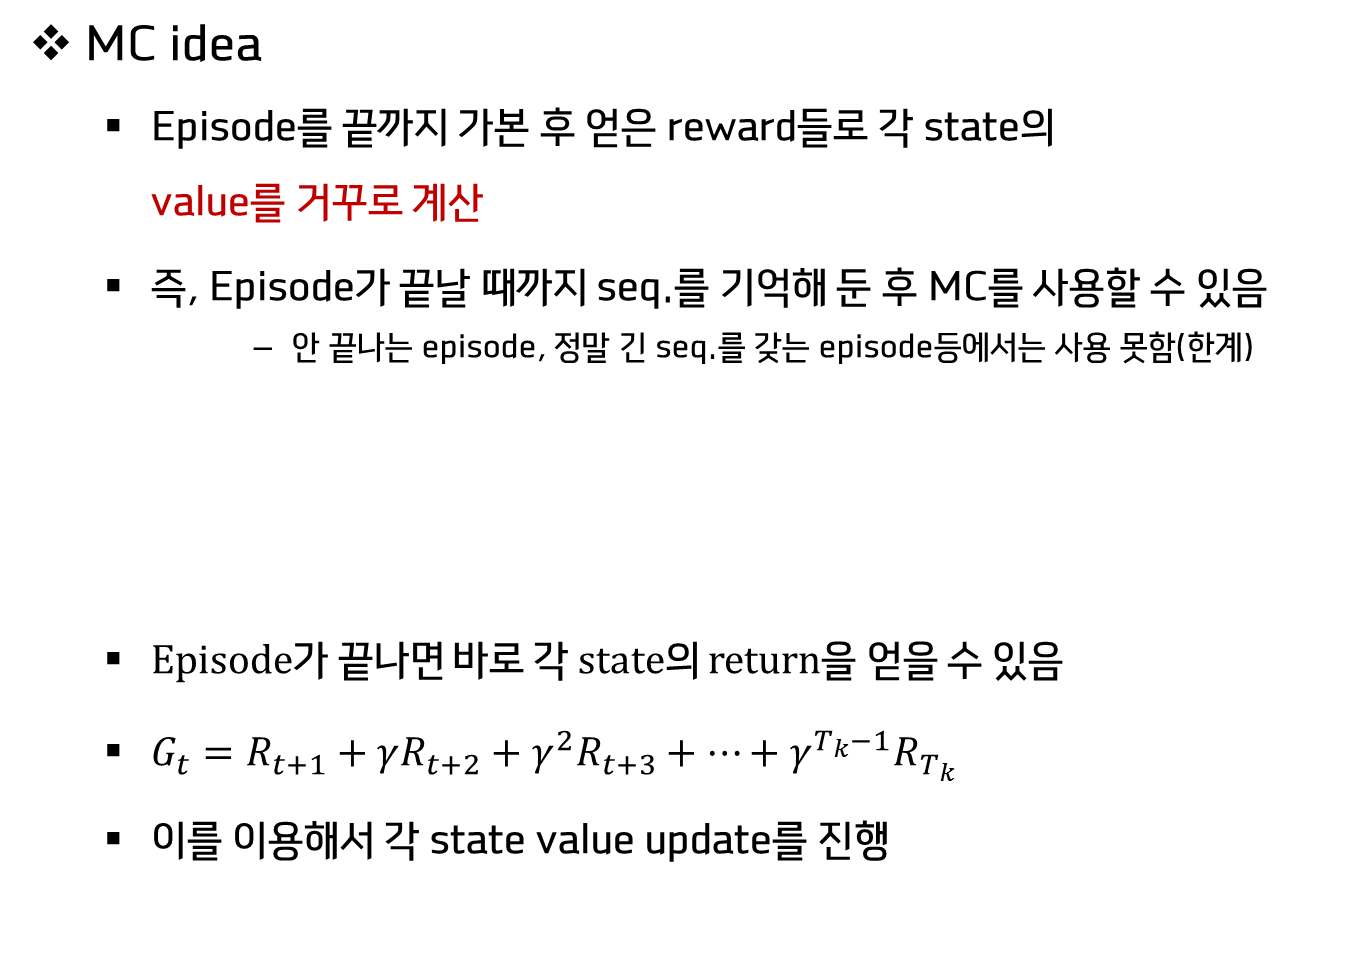 ❖ MC idea
▪ Episode를 끝까지 가본 후 얻은 reward들로 각 state의
value를 거꾸로 계산
▪ 즉, Episode가 끝날 때까지 seq.를 기억해 둔 후 MC를 사용할 수 있음
– 안 끝나는 episode, 정말 긴 seq.를 갖는 episode등에서는 사용 못함(한계)
▪ Episode가 끝나면 바로 각 state의 return을 얻을 수 있음
▪ $G_t = R_{t+1} + \gamma R_{t+2} + \gamma^2 R_{t+3} + \cdots + \gamma^{T_k-1} R_{T_k}$
▪ 이를 이용해서 각 state value update를 진행